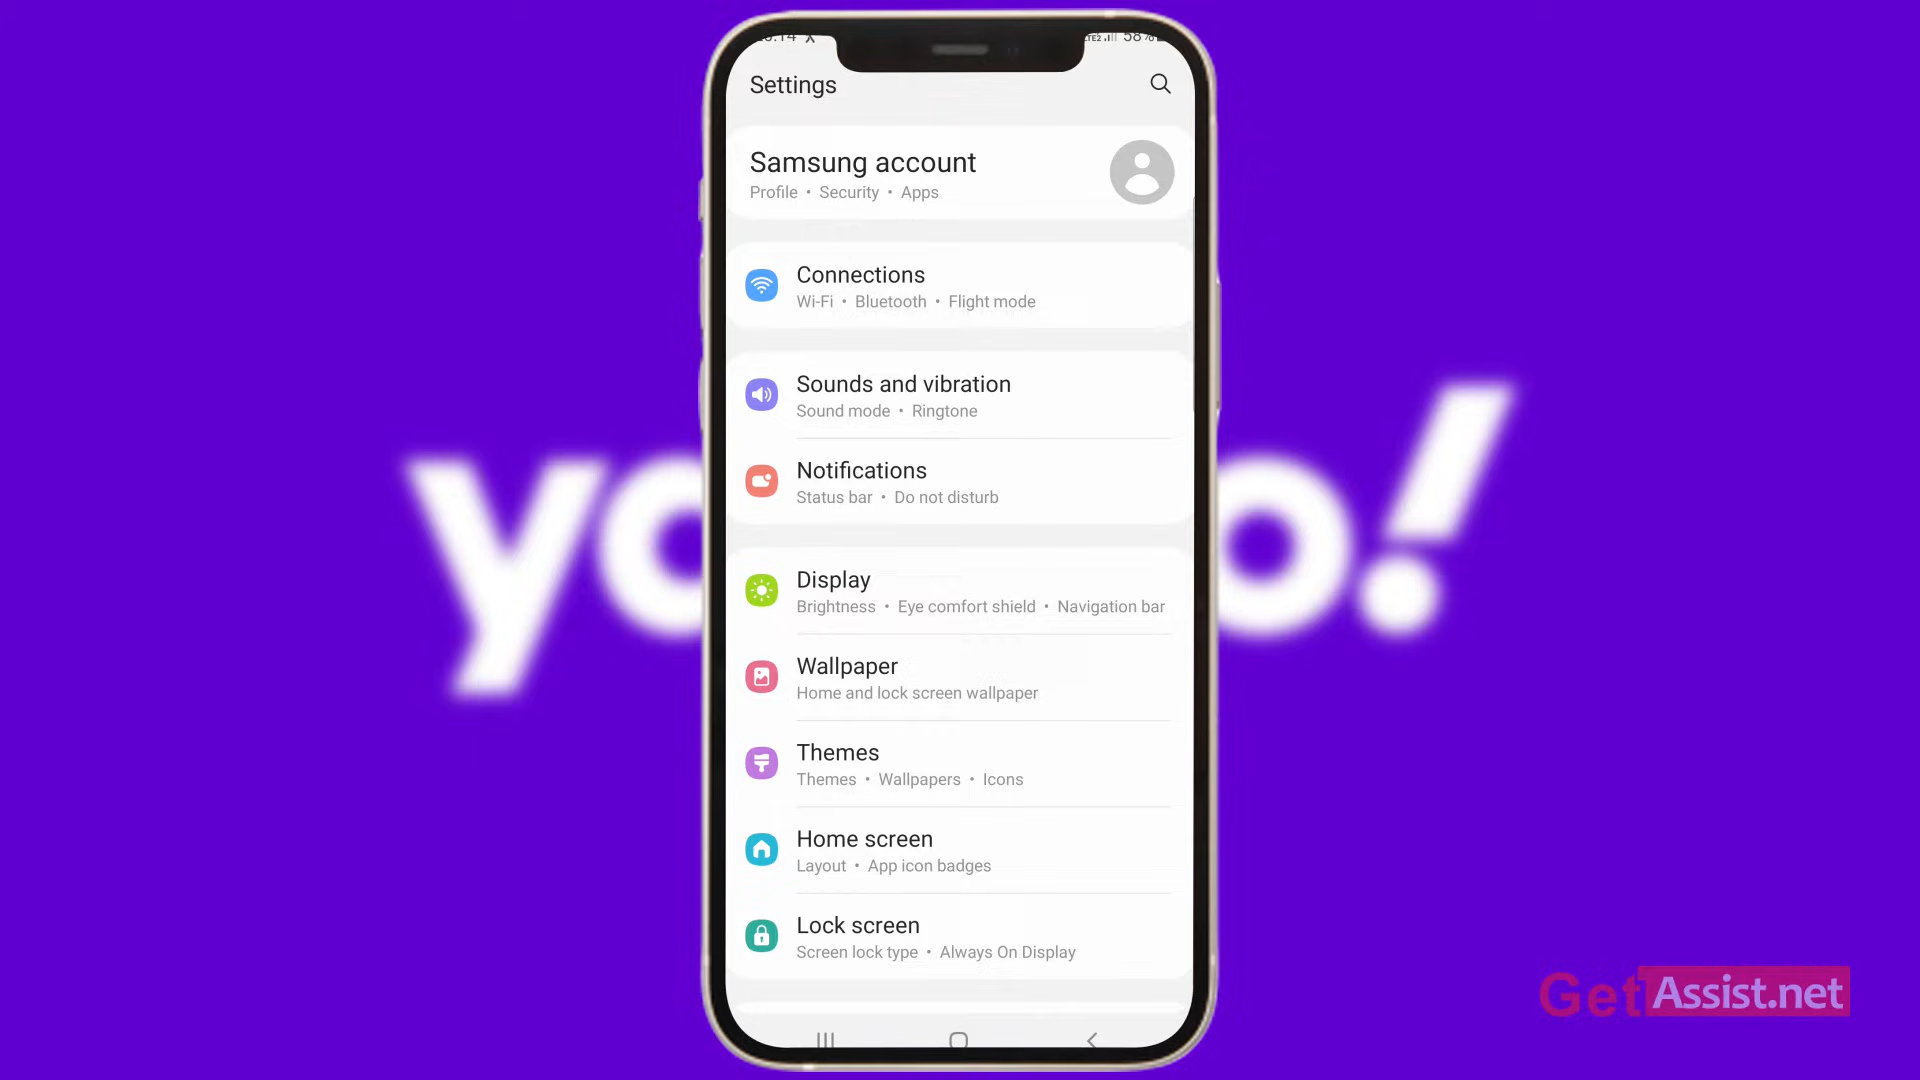 Settings
Samsung account
Profile • Security • Apps
Connections
Wi-Fi • Bluetooth • Flight mode
Sounds and vibration
Sound mode • Ringtone
Notifications
Status bar • Do not disturb
Display
Brightness • Eye comfort shield • Navigation bar
Wallpaper
Home and lock screen wallpaper
Themes
Themes • Wallpapers • Icons
Home screen
Layout • App icon badges
Lock screen
Screen lock type • Always On Display
GetAssist.net